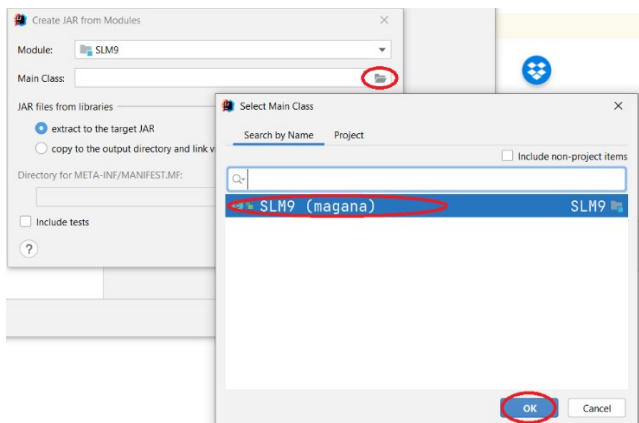 Create JAR from Modules
Module: SLM9
Main Class:
JAR files from libraries
extract to the target JAR
copy to the output directory and link v
Directory for META-INF/MANIFEST.MF:
Include tests
?
Select Main Class
Search by Name Project
Include non-project items
SLM9 (magana) SLM9
OK Cancel